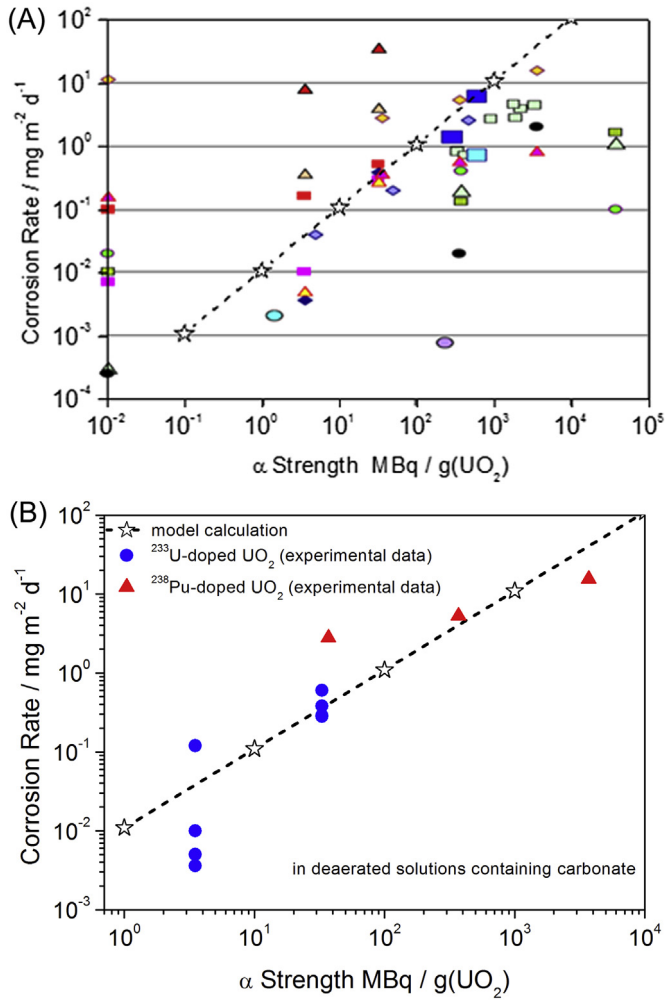 (A)
10²
10¹
10⁰
10⁻¹
10⁻²
10⁻³
10⁻⁴
Corrosion Rate / mg m⁻² d⁻¹
10⁻² 10⁻¹ 10⁰ 10¹ 10² 10³ 10⁴ 10⁵
α Strength MBq / g(UO₂)
(B)
10²
10¹
10⁰
10⁻¹
10⁻²
10⁻³
Corrosion Rate / mg m⁻² d⁻¹
model calculation
²³³U-doped UO₂ (experimental data)
²³⁸Pu-doped UO₂ (experimental data)
in deaerated solutions containing carbonate
10⁰ 10¹ 10² 10³ 10⁴
α Strength MBq / g(UO₂)